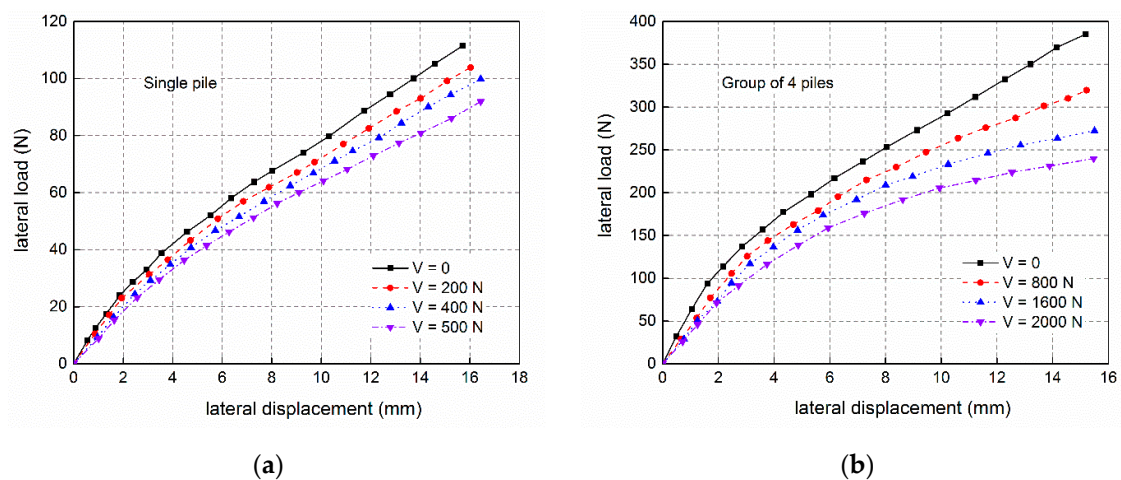 120
100
80
60
40
20
0
lateral load (N)
Single pile
V = 0
V = 200 N
V = 400 N
V = 500 N
0 2 4 6 8 10 12 14 16 18
lateral displacement (mm)
(a)
400
350
300
250
200
150
100
50
0
lateral load (N)
Group of 4 piles
V = 0
V = 800 N
V = 1600 N
V = 2000 N
0 2 4 6 8 10 12 14 16
lateral displacement (mm)
(b)